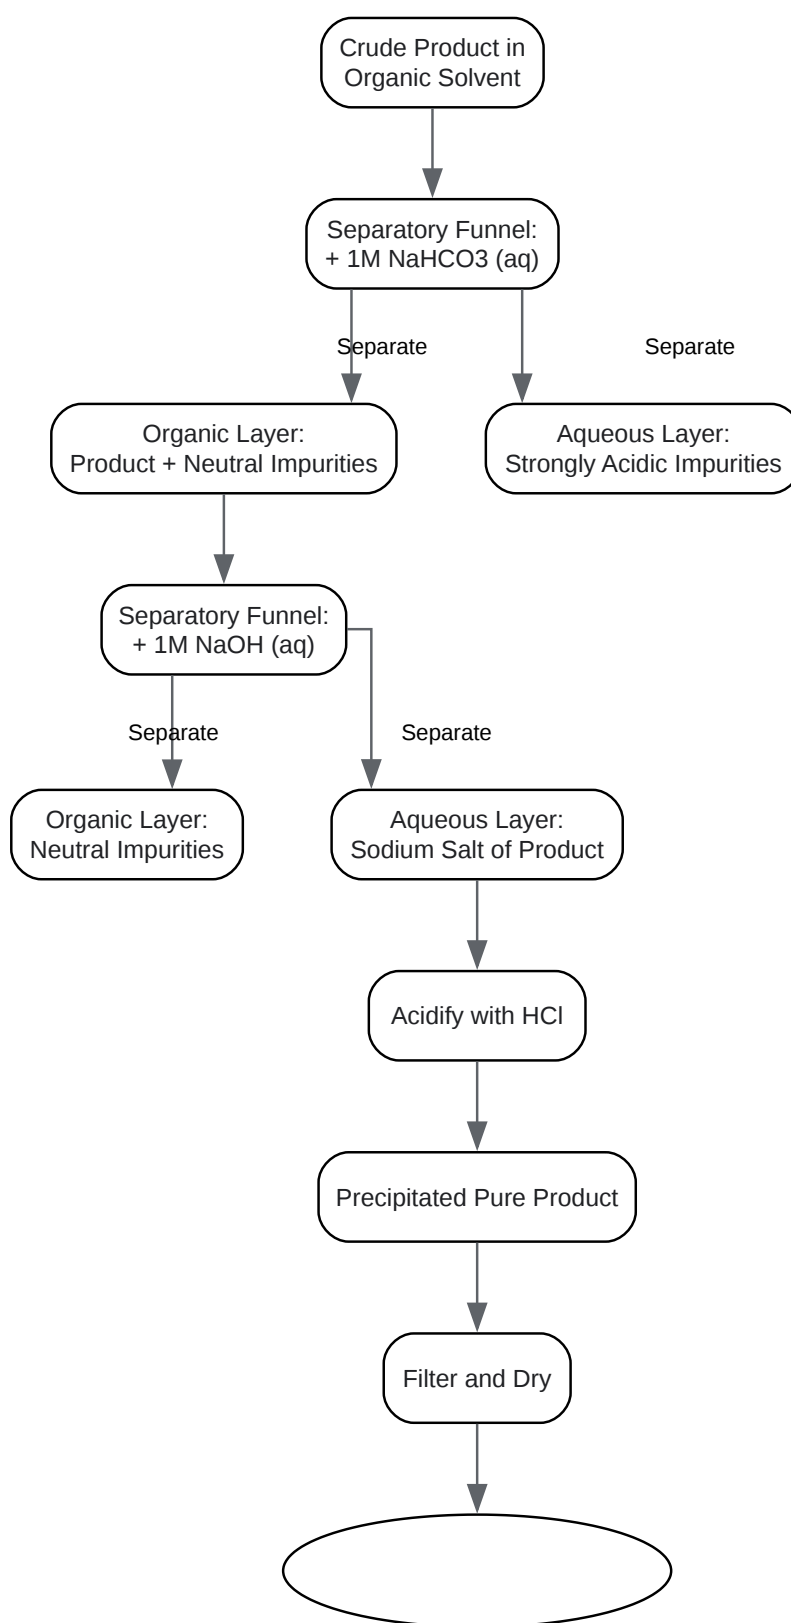 Crude Product in
Organic Solvent
Separatory Funnel:
+ 1M NaHCO3 (aq)
Separate
Separate
Organic Layer:
Product + Neutral Impurities
Aqueous Layer:
Strongly Acidic Impurities
Separatory Funnel:
+ 1M NaOH (aq)
Separate
Separate
Organic Layer:
Neutral Impurities
Aqueous Layer:
Sodium Salt of Product
Acidify with HCl
Precipitated Pure Product
Filter and Dry